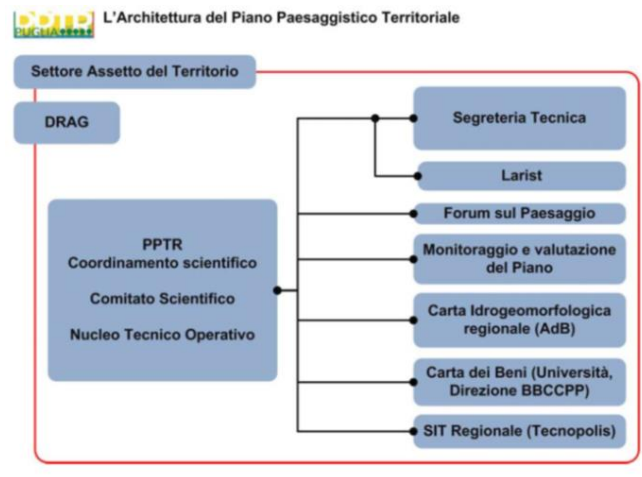 PPTR
PUGLIA
L'Architettura del Piano Paesaggistico Territoriale
Settore Assetto del Territorio
DRAG
PPTR
Coordinamento scientifico
Comitato Scientifico
Nucleo Tecnico Operativo
Segreteria Tecnica
Larist
Forum sul Paesaggio
Monitoraggio e valutazione
del Piano
Carta Idrogeomorfologica
regionale (AdB)
Carta dei Beni (Università,
Direzione BBCCPP)
SIT Regionale (Tecnopolis)